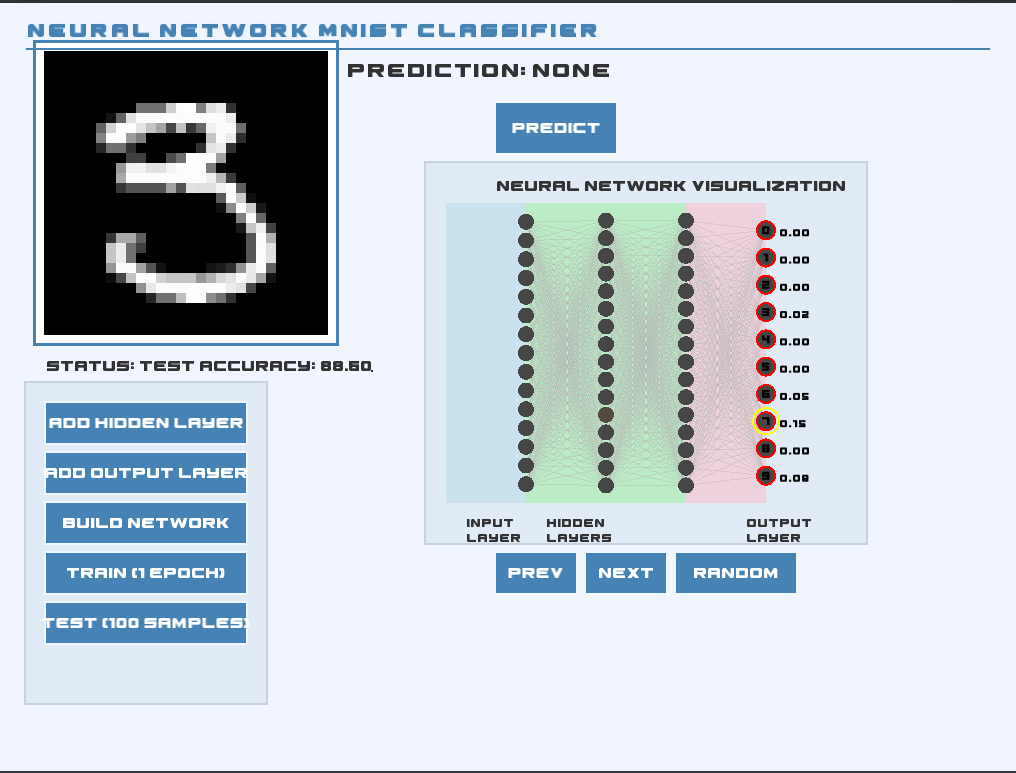 NEURAL NETWORK MNIST CLASSIFIER
PREDICTION: NONE
PREDICT
NEURAL NETWORK VISUALIZATION
0 0.00
1 0.00
2 0.00
3 0.02
4 0.00
5 0.00
6 0.05
7 0.15
8 0.00
9 0.08
INPUT LAYER
HIDDEN LAYERS
OUTPUT LAYER
PREV
NEXT
RANDOM
3
STATUS: TEST ACCURACY: 88.60
ADD HIDDEN LAYER
ADD OUTPUT LAYER
BUILD NETWORK
TRAIN (1 EPOCH)
TEST (100 SAMPLES)